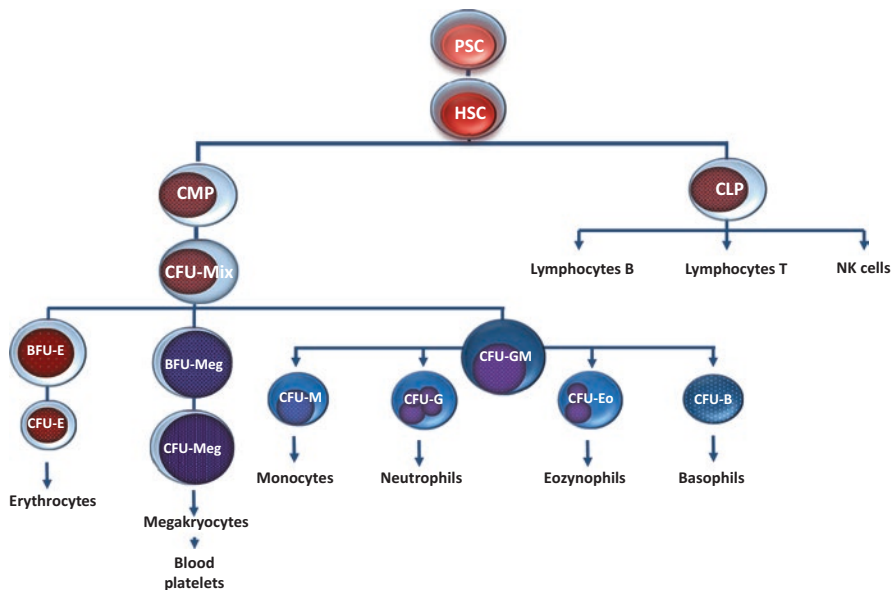 PSC
HSC
CMP
CLP
CFU-Mix
Lymphocytes B
Lymphocytes T
NK cells
BFU-E
BFU-Meg
CFU-GM
CFU-E
CFU-Meg
CFU-M
CFU-G
CFU-Eo
CFU-B
Erythrocytes
Megakryocytes
Blood
platelets
Monocytes
Neutrophils
Eozynophils
Basophils